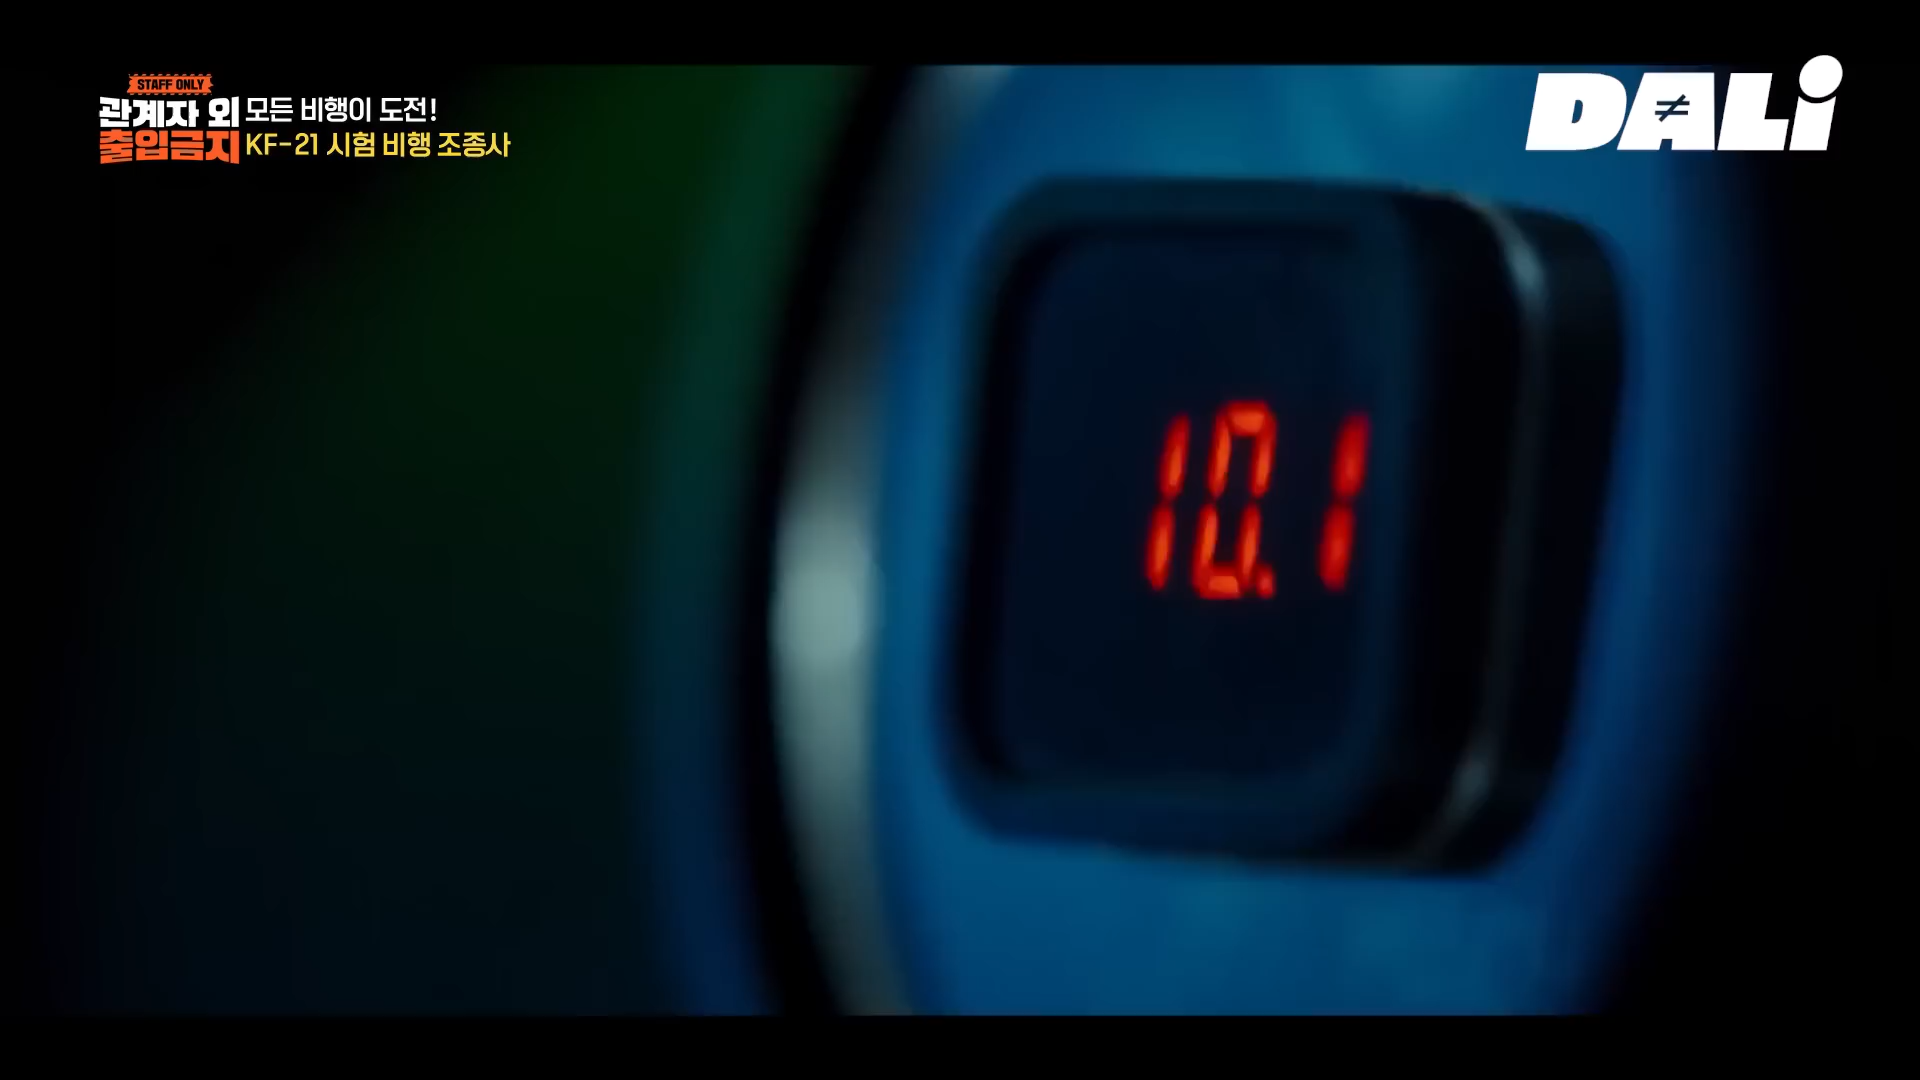 STAFF ONLY
관계자 외
출입금지
모든 비행이 도전!
KF-21 시험 비행 조종사
DALi
10.1